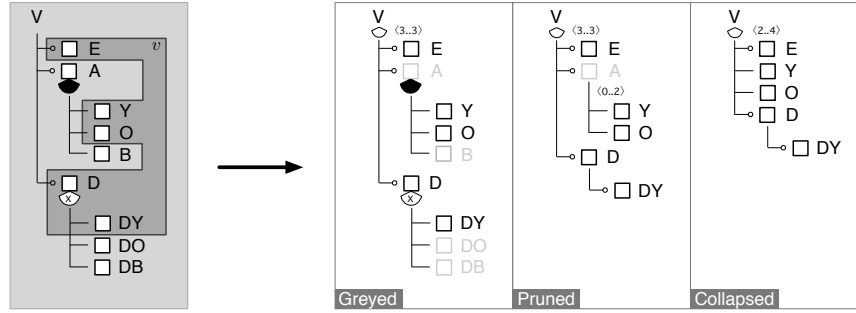 V
E
v
A
Y
O
B
D
x
DY
DO
DB
V
⟨3..3⟩
E
A
Y
O
B
D
x
DY
DO
DB
Greyed
V
⟨3..3⟩
E
A
⟨0..2⟩
Y
O
D
DY
Pruned
V
⟨2..4⟩
E
Y
O
D
DY
Collapsed